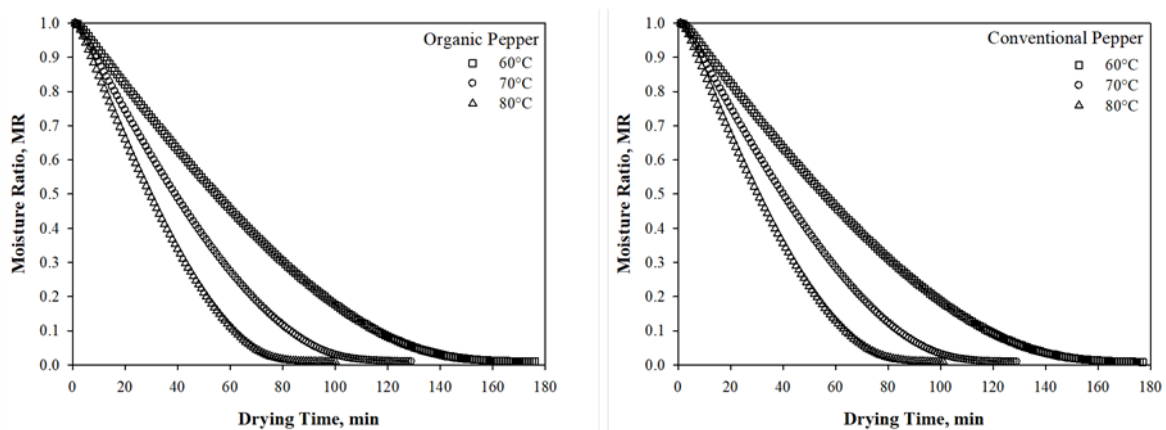 Organic Pepper
60°C
70°C
80°C
Moisture Ratio, MR
1.0
0.9
0.8
0.7
0.6
0.5
0.4
0.3
0.2
0.1
0.0
0 20 40 60 80 100 120 140 160 180
Drying Time, min
Conventional Pepper
60°C
70°C
80°C
Moisture Ratio, MR
1.0
0.9
0.8
0.7
0.6
0.5
0.4
0.3
0.2
0.1
0.0
0 20 40 60 80 100 120 140 160 180
Drying Time, min